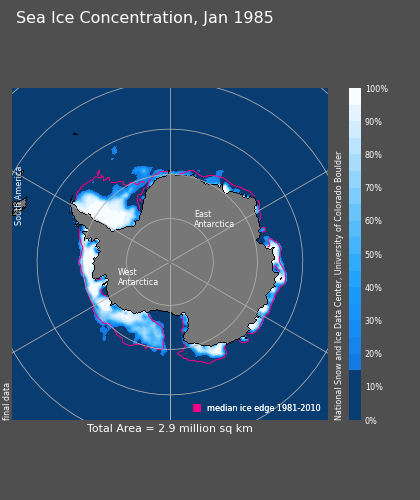 Sea Ice Concentration, Jan 1985
South America
East
Antarctica
West
Antarctica
final data
median ice edge 1981-2010
Total Area = 2.9 million sq km
National Snow and Ice Data Center, University of Colorado Boulder
100%
90%
80%
70%
60%
50%
40%
30%
20%
10%
0%